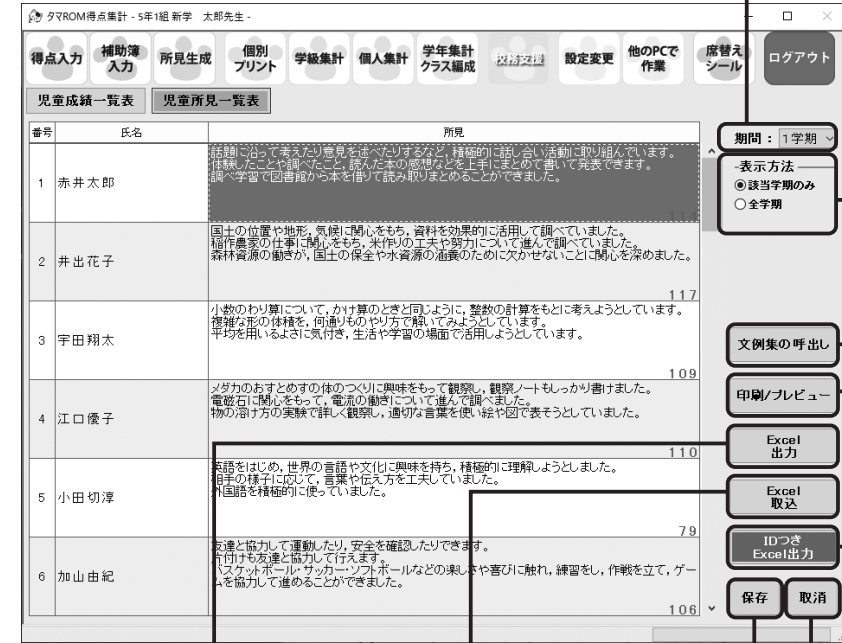 タマROM得点集計 - 5年1組 新学　太郎先生 -
得点入力
補助簿
入力
所見生成
個別
プリント
学級集計
個人集計
学年集計
クラス編成
校務支援
設定変更
他のPCで
作業
席替え
シール
ログアウト
児童成績一覧表
児童所見一覧表
番号 氏名 所見
期間： 1学期
表示方法
該当学期のみ
全学期
1 赤井太郎
話題に沿って考えたり意見を述べたりするなど，積極的に話し合い活動に取り組んでいます。
体験したことや調べたこと，読んだ本の感想などを上手にまとめて書いて発表できます。
調べ学習で図書館から本を借りて読み取りまとめることができました。
114
2 井出花子
国土の位置や地形，気候に関心をもち，資料を効果的に活用して調べていました。
稲作農家の仕事に関心をもち，米作りの工夫や努力について進んで調べていました。
森林資源の働きが，国土の保全や水資源の涵養のために欠かせないことに関心を深めました。
117
3 宇田翔太
小数のわり算について，かけ算のときと同じように，整数の計算をもとに考えようとしています。
複雑な形の体積を，何通りものやり方で解いてみようとしています。
平均を用いるよさに気付き，生活や学習の場面で活用しようとしています。
109
4 江口優子
メダカのおすとめすの体のつくりに興味をもって観察し，観察ノートもしっかり書けました。
電磁石に関心をもって，電流の働きについて進んで調べました。
物の溶け方の実験で詳しく観察し，適切な言葉を使い絵や図で表そうとしていました。
110
5 小田切淳
英語をはじめ，世界の言語や文化に興味を持ち，積極的に理解しようとしました。
相手の様子に応じて，言葉や伝え方を工夫していました。
外国語を積極的に使っていました。
79
6 加山由紀
友達と協力して運動したり，安全を確認したりできます。
片付けも友達と協力して行えます。
バスケットボール・サッカー・ソフトボールなどの楽しさや喜びに触れ，練習をし，作戦を立て，ゲー
ムを協力して進めることができました。
106
文例集の呼出し
印刷/プレビュー
Excel
出力
Excel
取込
IDつき
Excel出力
保存
取消